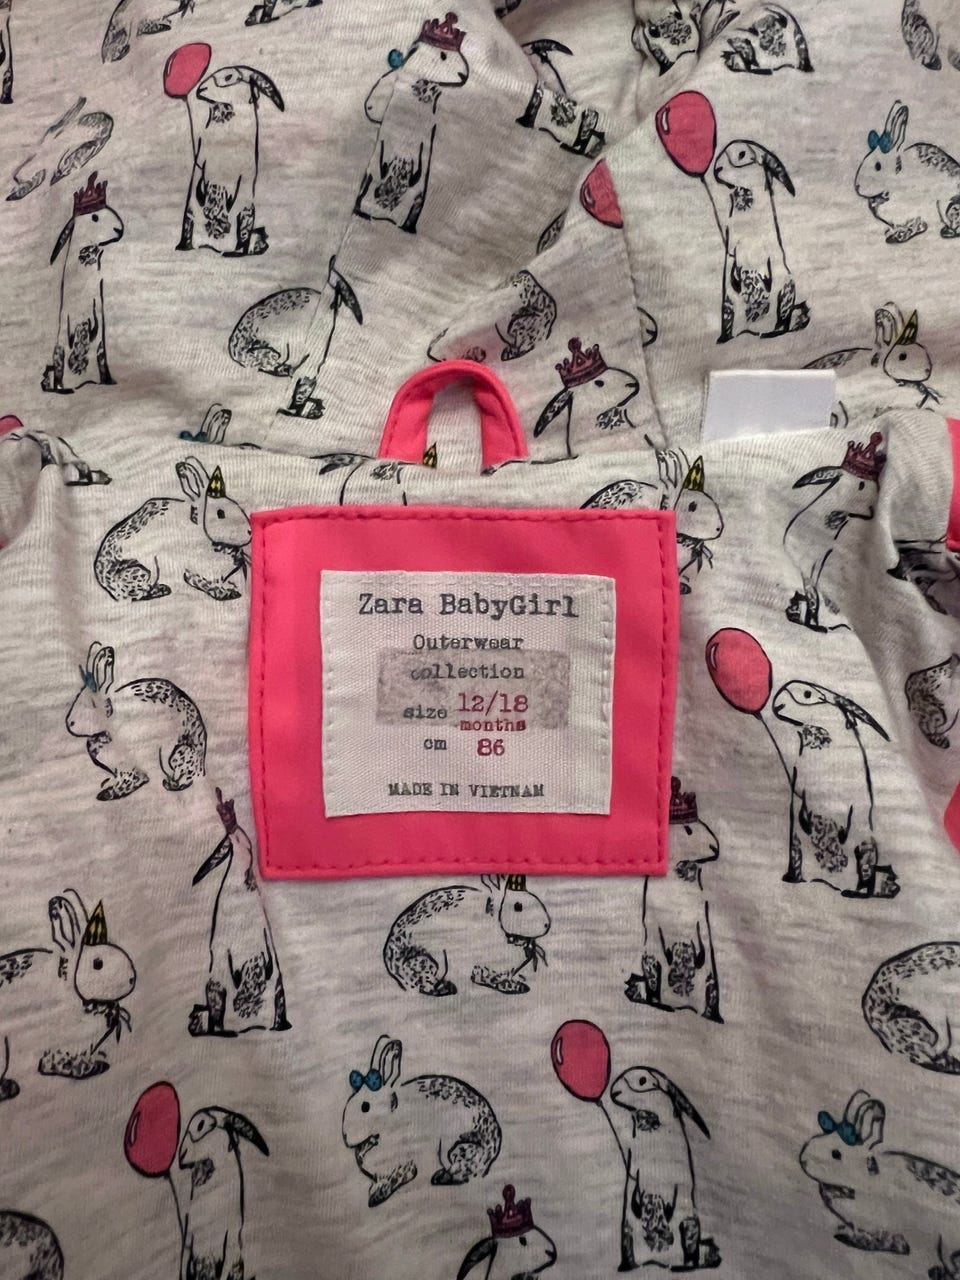 Zara BabyGirl
Outerwear
collection
size 12/18
months
cm 86
MADE IN VIETNAM